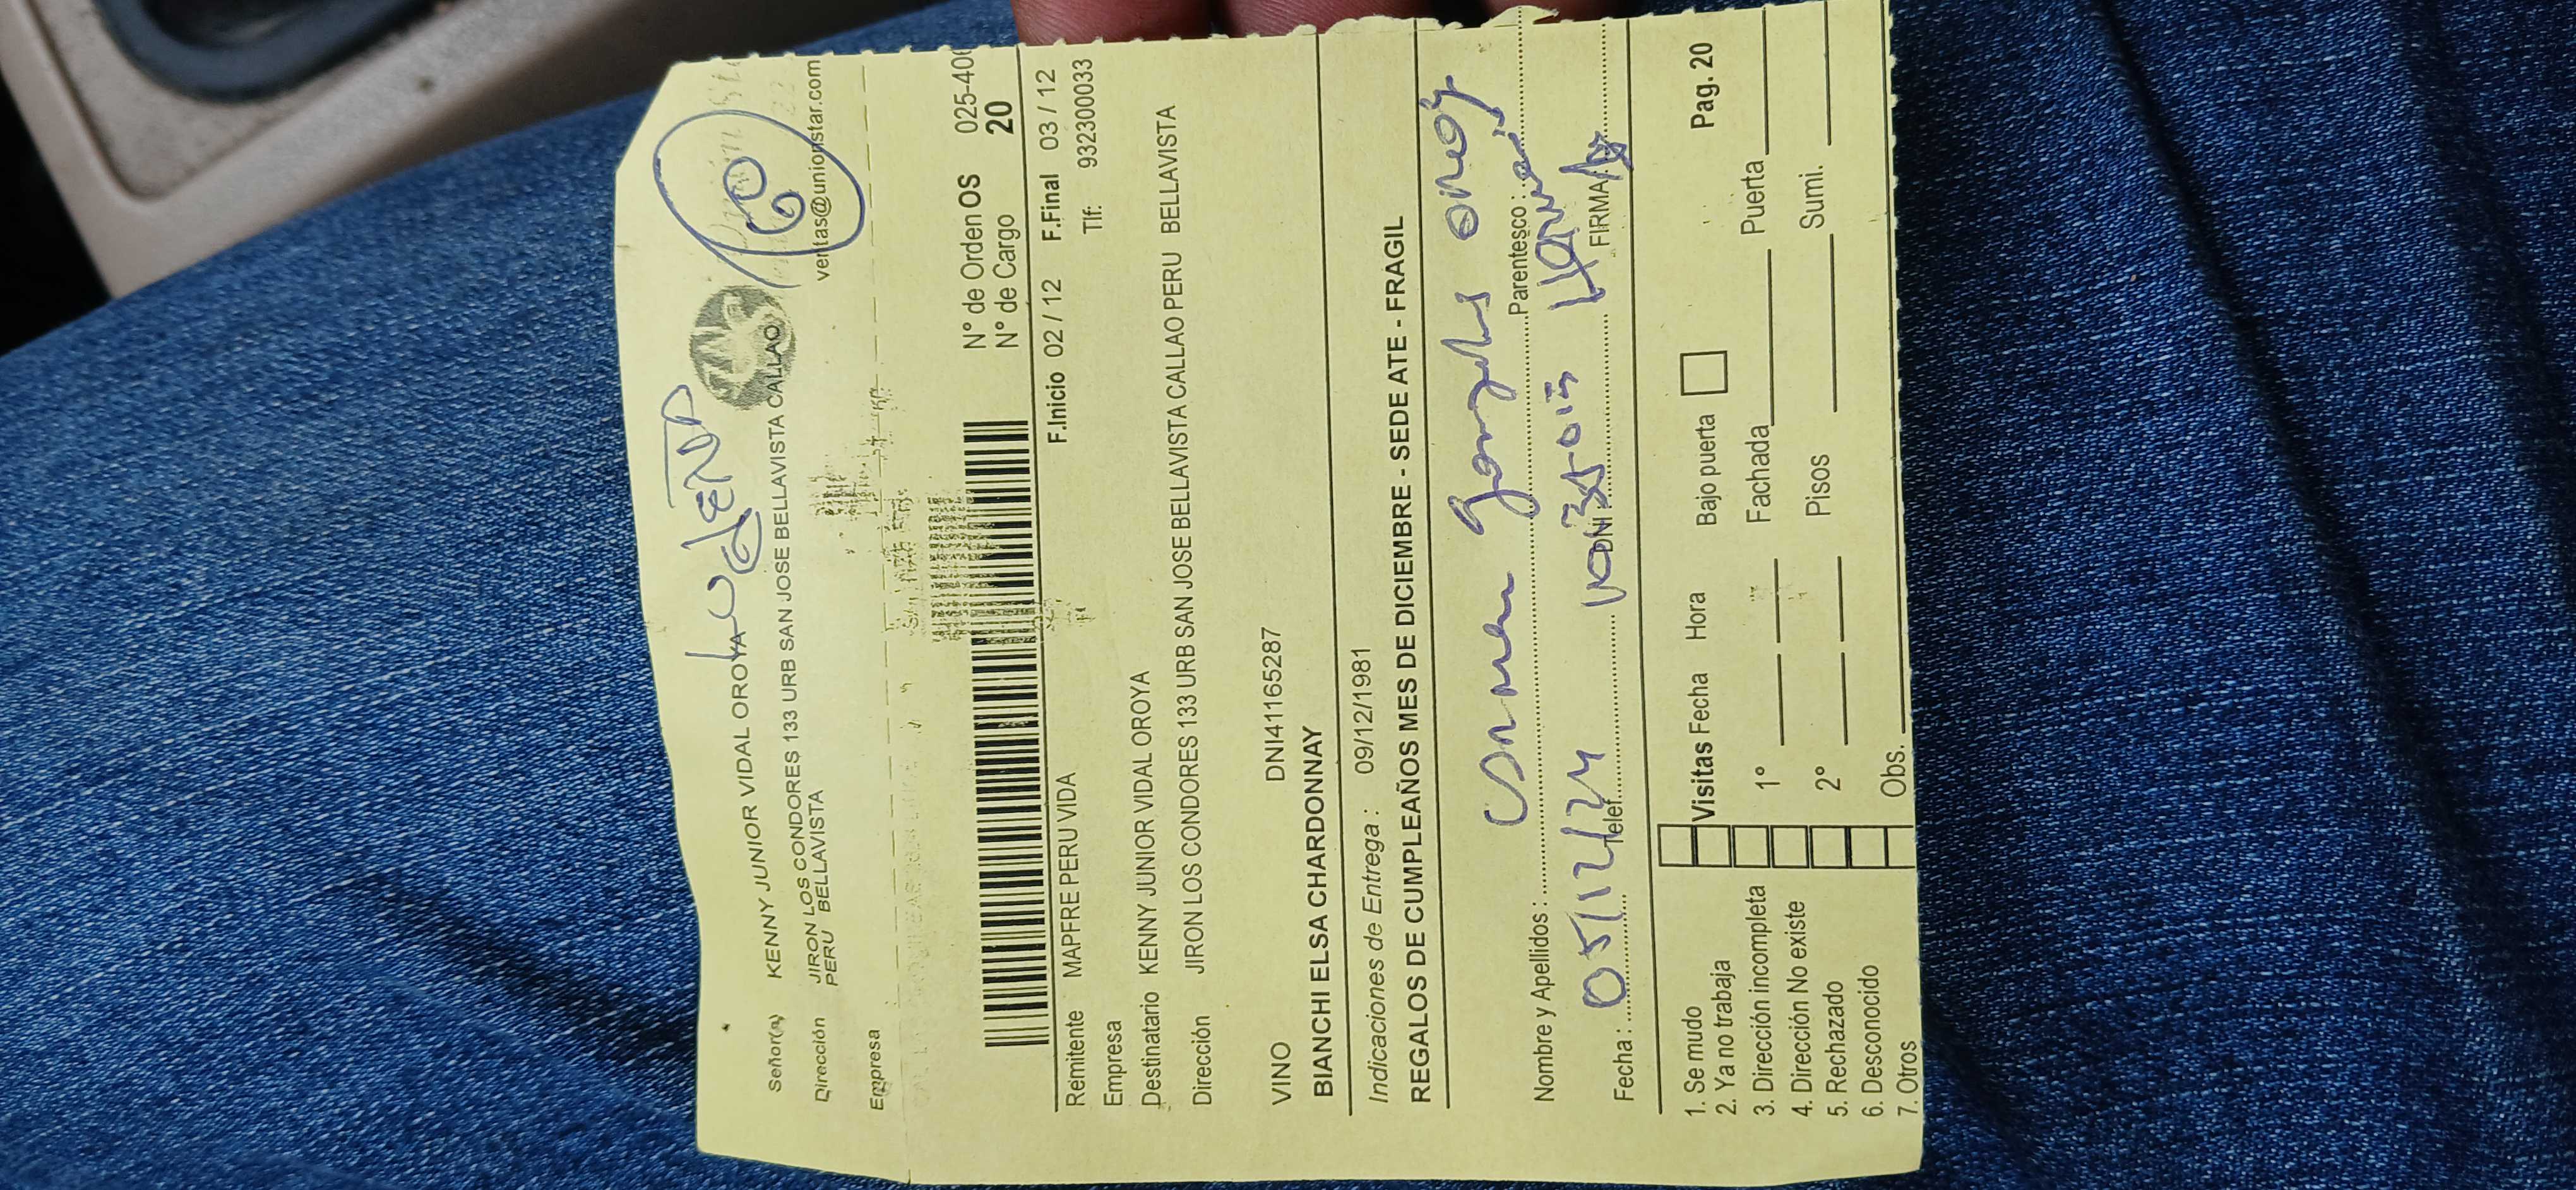 Señor(a) KENNY JUNIOR VIDAL OROYA
Dirección JIRON LOS CONDORES 133 URB SAN JOSE BELLAVISTA CALLAO
PERU BELLAVISTA
ventas@unionstar.com
Empresa
N° de Orden OS 025-406
N° de Cargo 20
F.Inicio 02 / 12 F.Final 03 / 12
Remitente MAPFRE PERU VIDA Tlf: 932300033
Empresa
Destinatario KENNY JUNIOR VIDAL OROYA
Dirección JIRON LOS CONDORES 133 URB SAN JOSE BELLAVISTA CALLAO PERU BELLAVISTA
VINO DNI41165287
BIANCHI ELSA CHARDONNAY
Indicaciones de Entrega : 09/12/1981
REGALOS DE CUMPLEAÑOS MES DE DICIEMBRE - SEDE ATE - FRAGIL
Nombre y Apellidos : Parentesco :
Fecha : 05/12/24 Telef. DNI FIRMA
1. Se mudo Visitas Fecha Hora Bajo puerta Pag. 20
2. Ya no trabaja
3. Dirección incompleta 1° Fachada Puerta
4. Dirección No existe
5. Rechazado 2° Pisos Sumi.
6. Desconocido
7. Otros Obs.